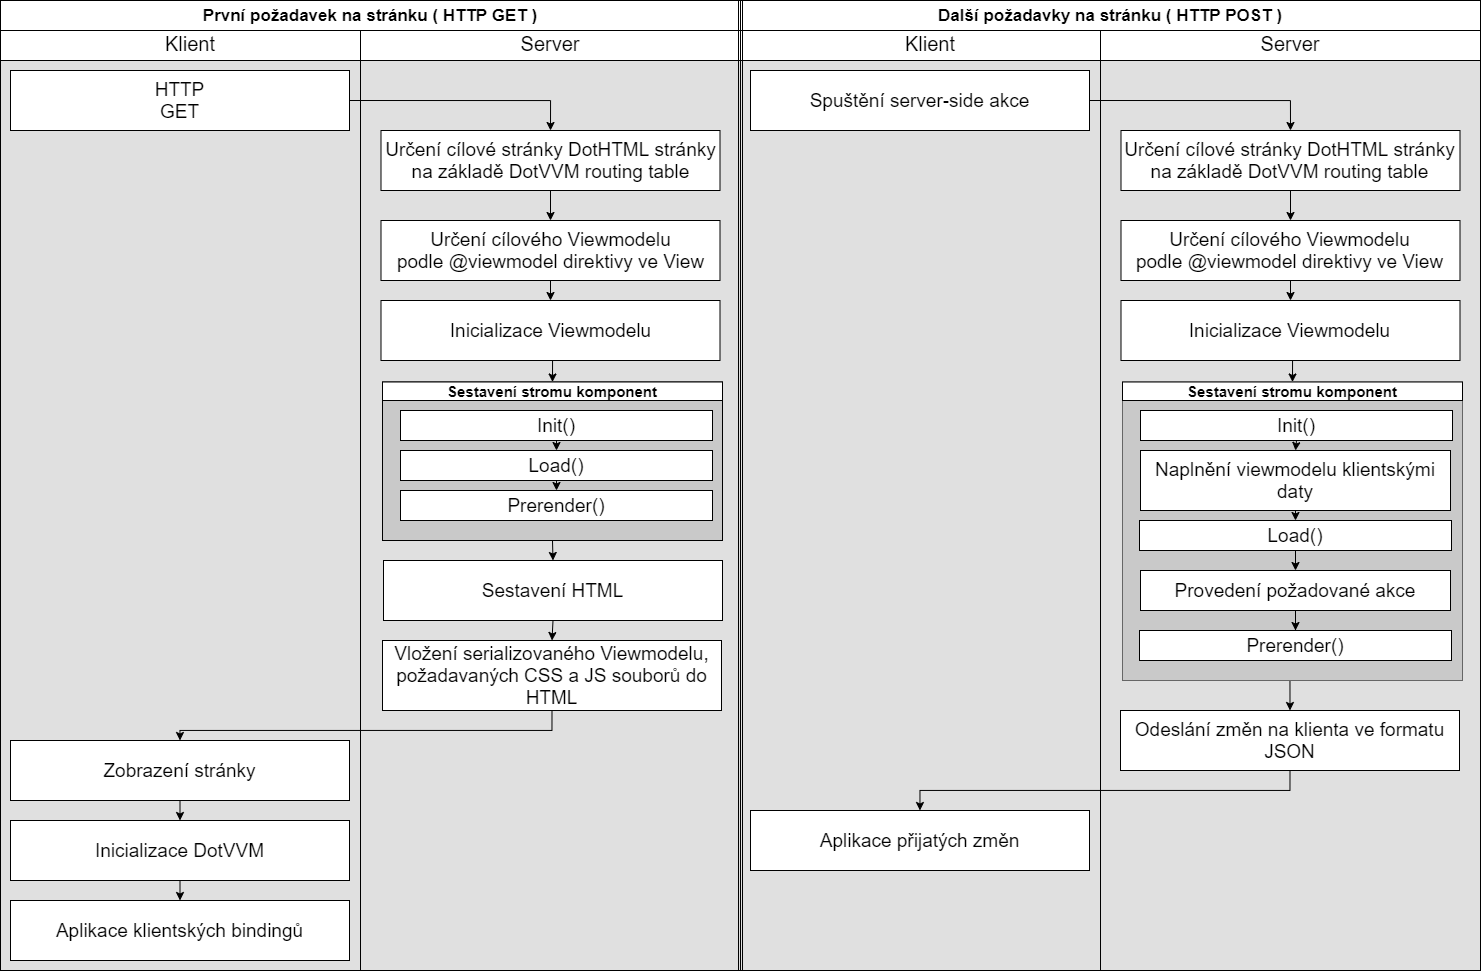 První požadavek na stránku ( HTTP GET )
Klient
Server
HTTP
GET
Určení cílové stránky DotHTML stránky
na základě DotVVM routing table
Určení cílového Viewmodelu
podle @viewmodel direktivy ve View
Inicializace Viewmodelu
Sestavení stromu komponent
Init()
Load()
Prerender()
Sestavení HTML
Vložení serializovaného Viewmodelu,
požadavaných CSS a JS souborů do
HTML
Zobrazení stránky
Inicializace DotVVM
Aplikace klientských bindingů
Další požadavky na stránku ( HTTP POST )
Klient
Server
Spuštění server-side akce
Určení cílové stránky DotHTML stránky
na základě DotVVM routing table
Určení cílového Viewmodelu
podle @viewmodel direktivy ve View
Inicializace Viewmodelu
Sestavení stromu komponent
Init()
Naplnění viewmodelu klientskými
daty
Load()
Provedení požadované akce
Prerender()
Odeslání změn na klienta ve formatu
JSON
Aplikace přijatých změn